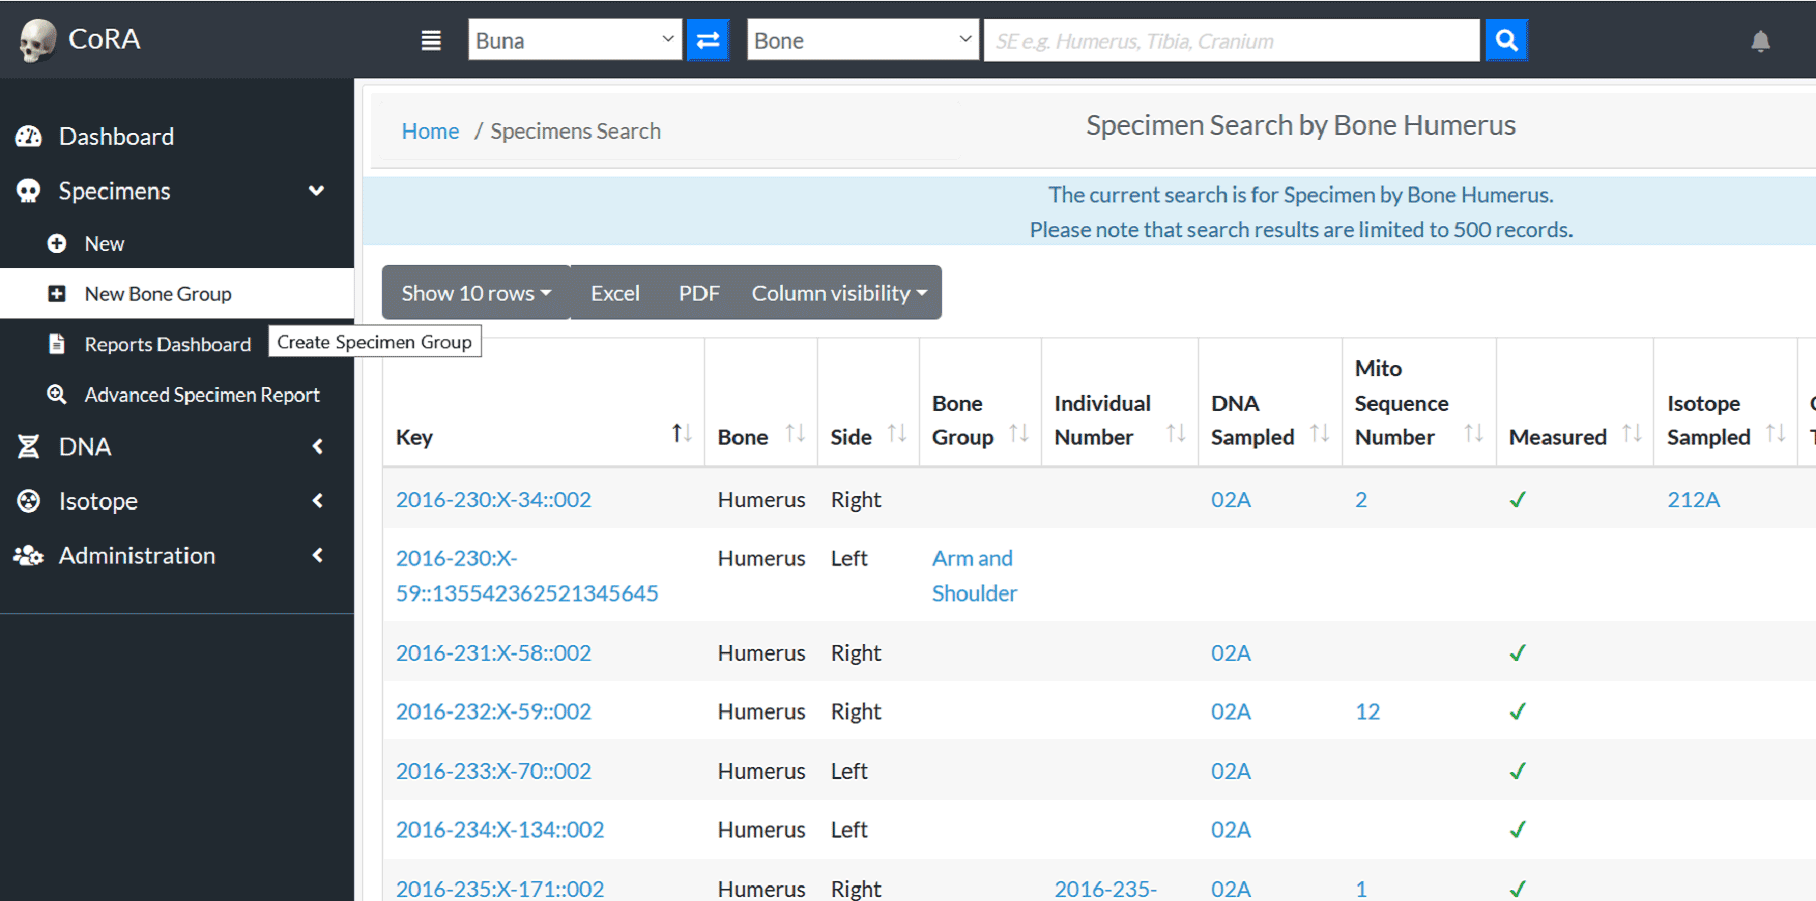 CoRA
Buna
Bone
SE e.g. Humerus, Tibia, Cranium
Dashboard
Specimens
New
New Bone Group
Reports Dashboard
Create Specimen Group
Advanced Specimen Report
DNA
Isotope
Administration
Home / Specimens Search
Specimen Search by Bone Humerus
The current search is for Specimen by Bone Humerus.
Please note that search results are limited to 500 records.
Show 10 rows Excel PDF Column visibility
Key
Bone
Side
Bone
Group
Individual
Number
DNA
Sampled
Mito
Sequence
Number
Measured
Isotope
Sampled
2016-230:X-34::002 Humerus Right 02A 2 ✓ 212A
2016-230:X- Humerus Left Arm and
59::135542362521345645 Shoulder
2016-231:X-58::002 Humerus Right 02A ✓
2016-232:X-59::002 Humerus Right 02A 12 ✓
2016-233:X-70::002 Humerus Left 02A ✓
2016-234:X-134::002 Humerus Left 02A ✓
2016-235:X-171::002 Humerus Right 2016-235- 02A 1 ✓